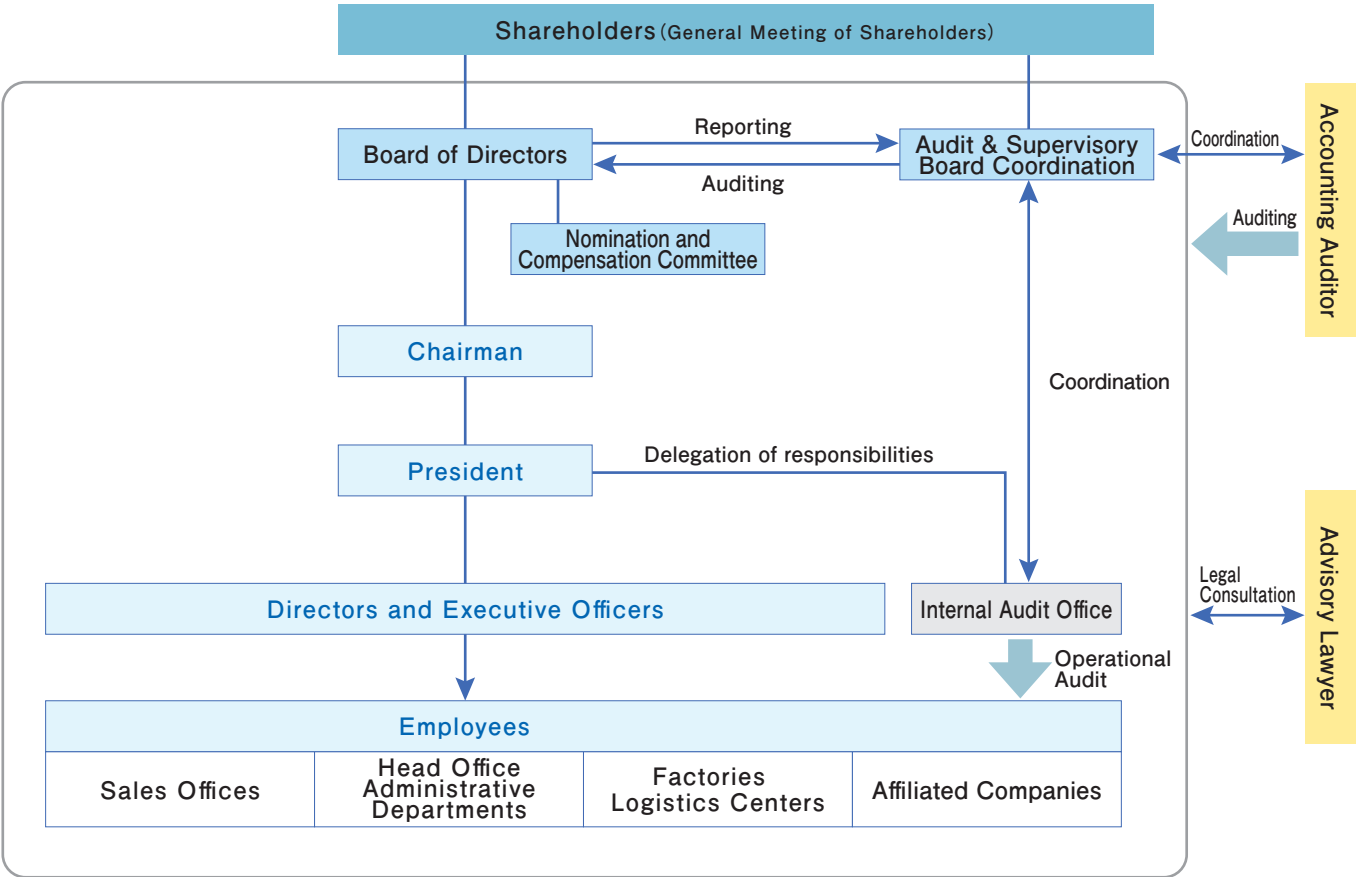 Shareholders (General Meeting of Shareholders)
Reporting
Board of Directors
Audit & Supervisory
Board Coordination
Auditing
Coordination
Accounting Auditor
Auditing
Nomination and
Compensation Committee
Chairman
Coordination
President
Delegation of responsibilities
Directors and Executive Officers
Internal Audit Office
Legal
Consultation
Advisory Lawyer
Operational
Audit
Employees
Sales Offices
Head Office
Administrative
Departments
Factories
Logistics Centers
Affiliated Companies